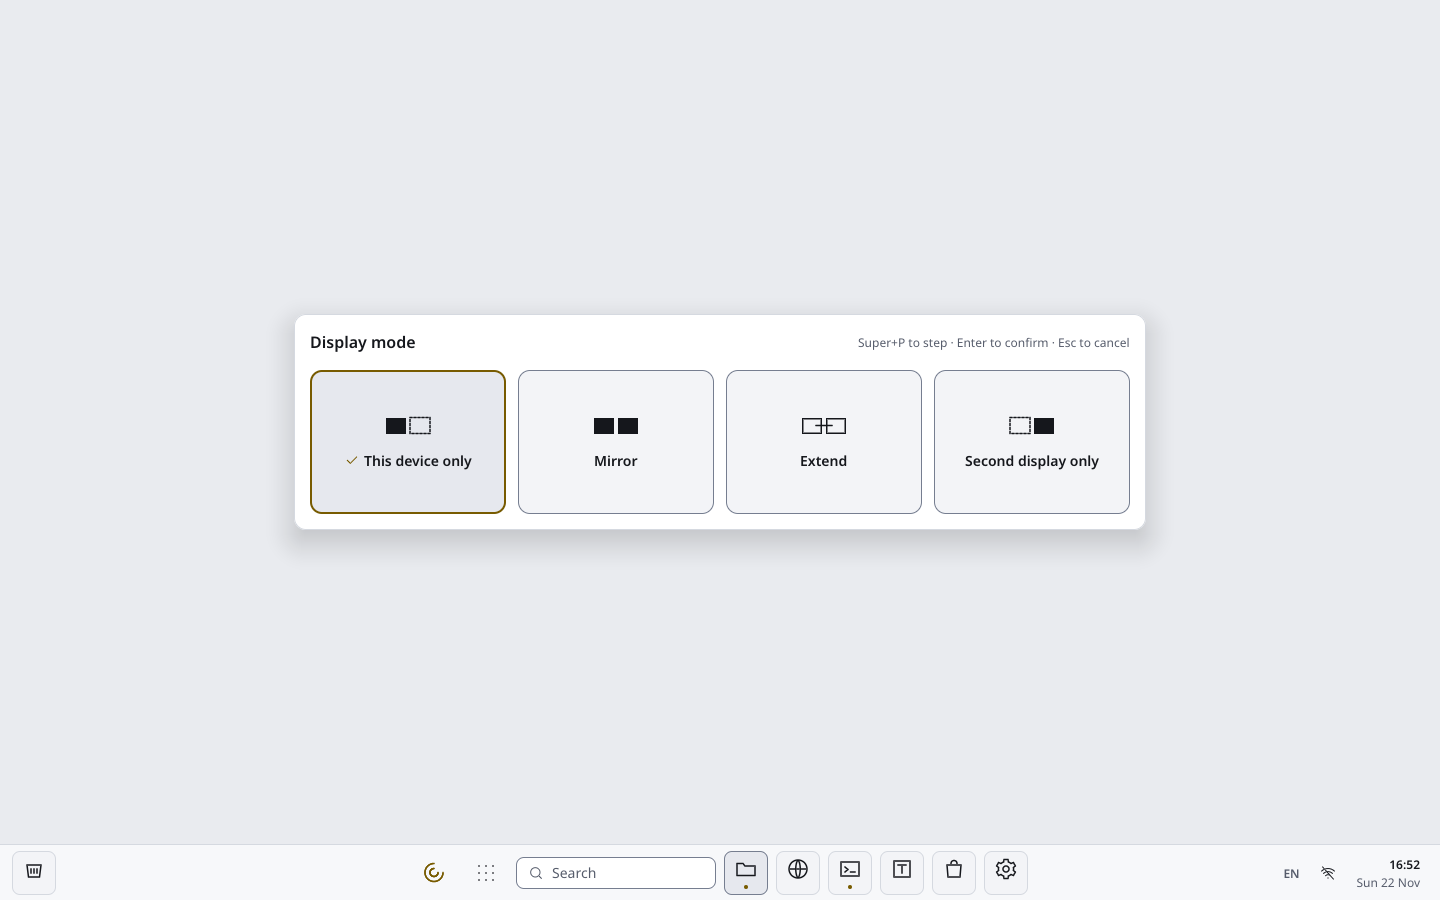 Display mode
Super+P to step · Enter to confirm · Esc to cancel
This device only
Mirror
Extend
Second display only
Search
EN
16:52
Sun 22 Nov